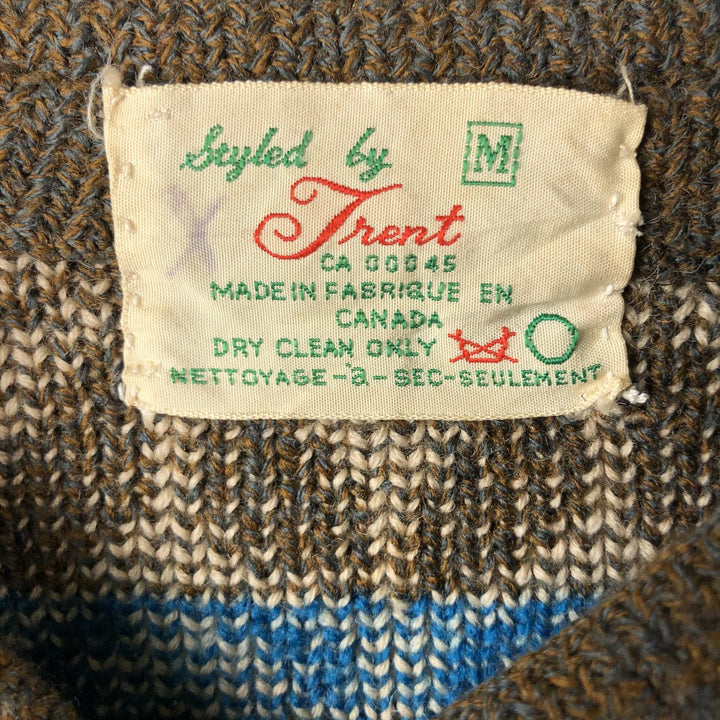 Styled by M
Trent
CA 00045
MADE IN FABRIQUE EN
CANADA
DRY CLEAN ONLY
NETTOYAGE-à-SEC-SEULEMENT